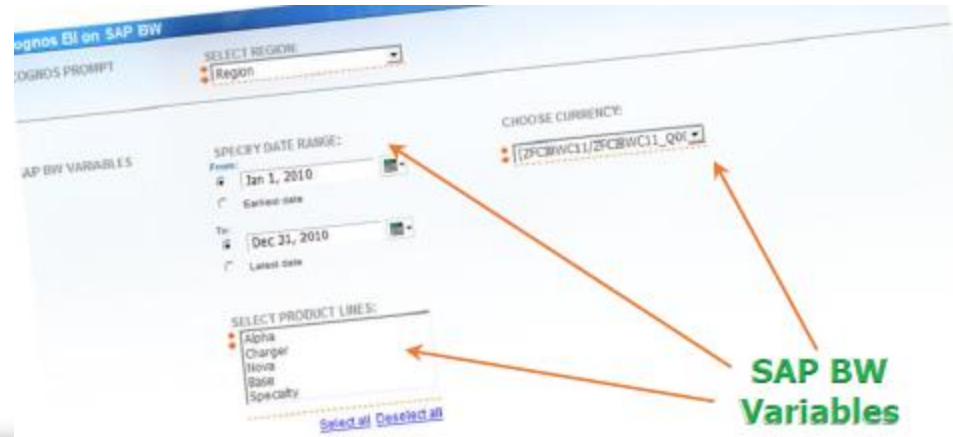 ognos BI on SAP BW
COGNOS PROMPT
SELECT REGION:
Region
SAP BW VARIABLES
SPECIFY DATE RANGE:
From:
Jan 1, 2010
Earliest date
To:
Dec 31, 2010
Latest date
CHOOSE CURRENCY:
[ZFCBWC11/ZFCBWC11_Q00
SELECT PRODUCT LINES:
Alpha
Charger
Nova
Base
Specialty
Select all Deselect all
SAP BW
Variables